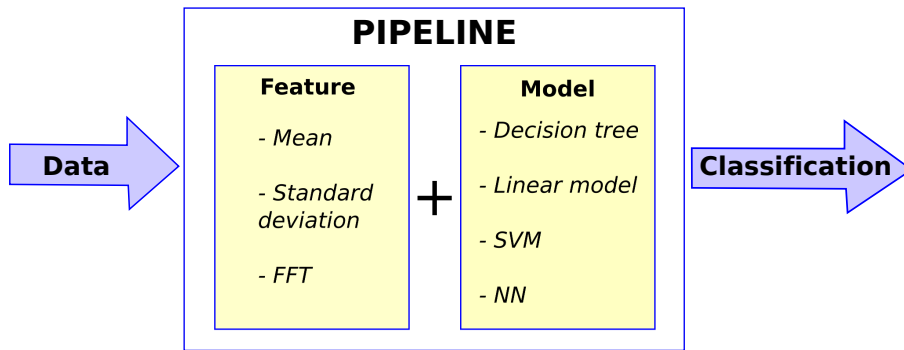 PIPELINE
Data
Feature
- Mean
- Standard
deviation
- FFT
+
Model
- Decision tree
- Linear model
- SVM
- NN
Classification